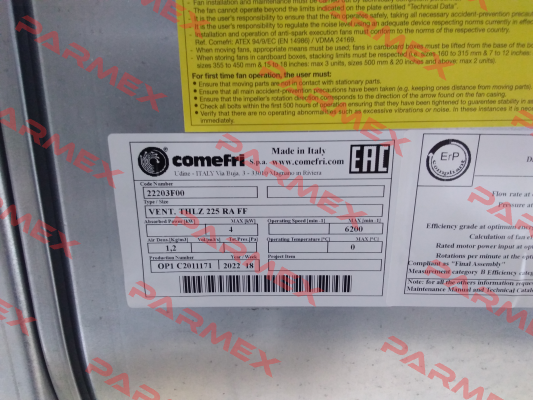 installation and use of the fan must be carried out by
The fan cannot operate beyond the limits indicated on the plate entitled "Technical Data".
It is the user's responsibility to ensure that the fan operate safely, taking all necessary accident-prevention precautions
It is the user's responsibility to regulate the noise level using an adequate device respecting norms currently in effect
Installation and operation of anti-spark execution fans must conform to the norms of the respective country.
Ref. Comefri: ATEX 94/9/EC (EN 14986) / VDMA 24169.
- When moving fans, appropriate means must be used; fans in cardboard boxes must be lifted from the base of the box
- When storing fans in cardboard boxes, stacking limits must be respected (i.e. sizes 160 to 315 mm, 7 to 12 inches
sizes 355 to 450 mm, 15 to 18 inches: max 3 units, sizes 500 mm & 20 inches and above: max 2 units).
For first time fan operation, the user must:
Ensure that the moving parts are not in contact with stationary parts.
Ensure that all main accident-prevention precautions have been taken (e.g. keeping ones distance from moving parts).
Ensure that the impeller's rotation direction corresponds to the direction of the arrow found on the fan casing.
Check all bolts within the first 500 hours of operation ensuring that they have been tightened to guarantee stability
Verify that there are no operating abnormalities such as excessive vibrations or noise. In these instances
immediately.
comefri S.p.a.
Made in Italy
www.comefri.com
EAC
Udine - ITALY Via Buja, 3 - 33010 Magnano in Riviera
Code Number
22203F00
Type / Size
VENT. THLZ 225 RA FF
Absorbed Power [kW] MAX [kW] Operating Speed [min -1] MAX [min -1]
4 6200
Air Dens.[Kg/m3] Operating Temperature [°C] MAX [°C]
1,2 0
Production Number Year / Week Project Item
OP1 C2011171 2022 18
ErP
Compliance
Flow rate at
Pressure at
Efficiency grade at optimum
Calculation of
Rated motor power input at
Rotations per minute at the
Compliant as "Final Assembly"
Measurement category B Efficiency
Note: for all the others information
Maintenance Manual and Technical
PARMEX